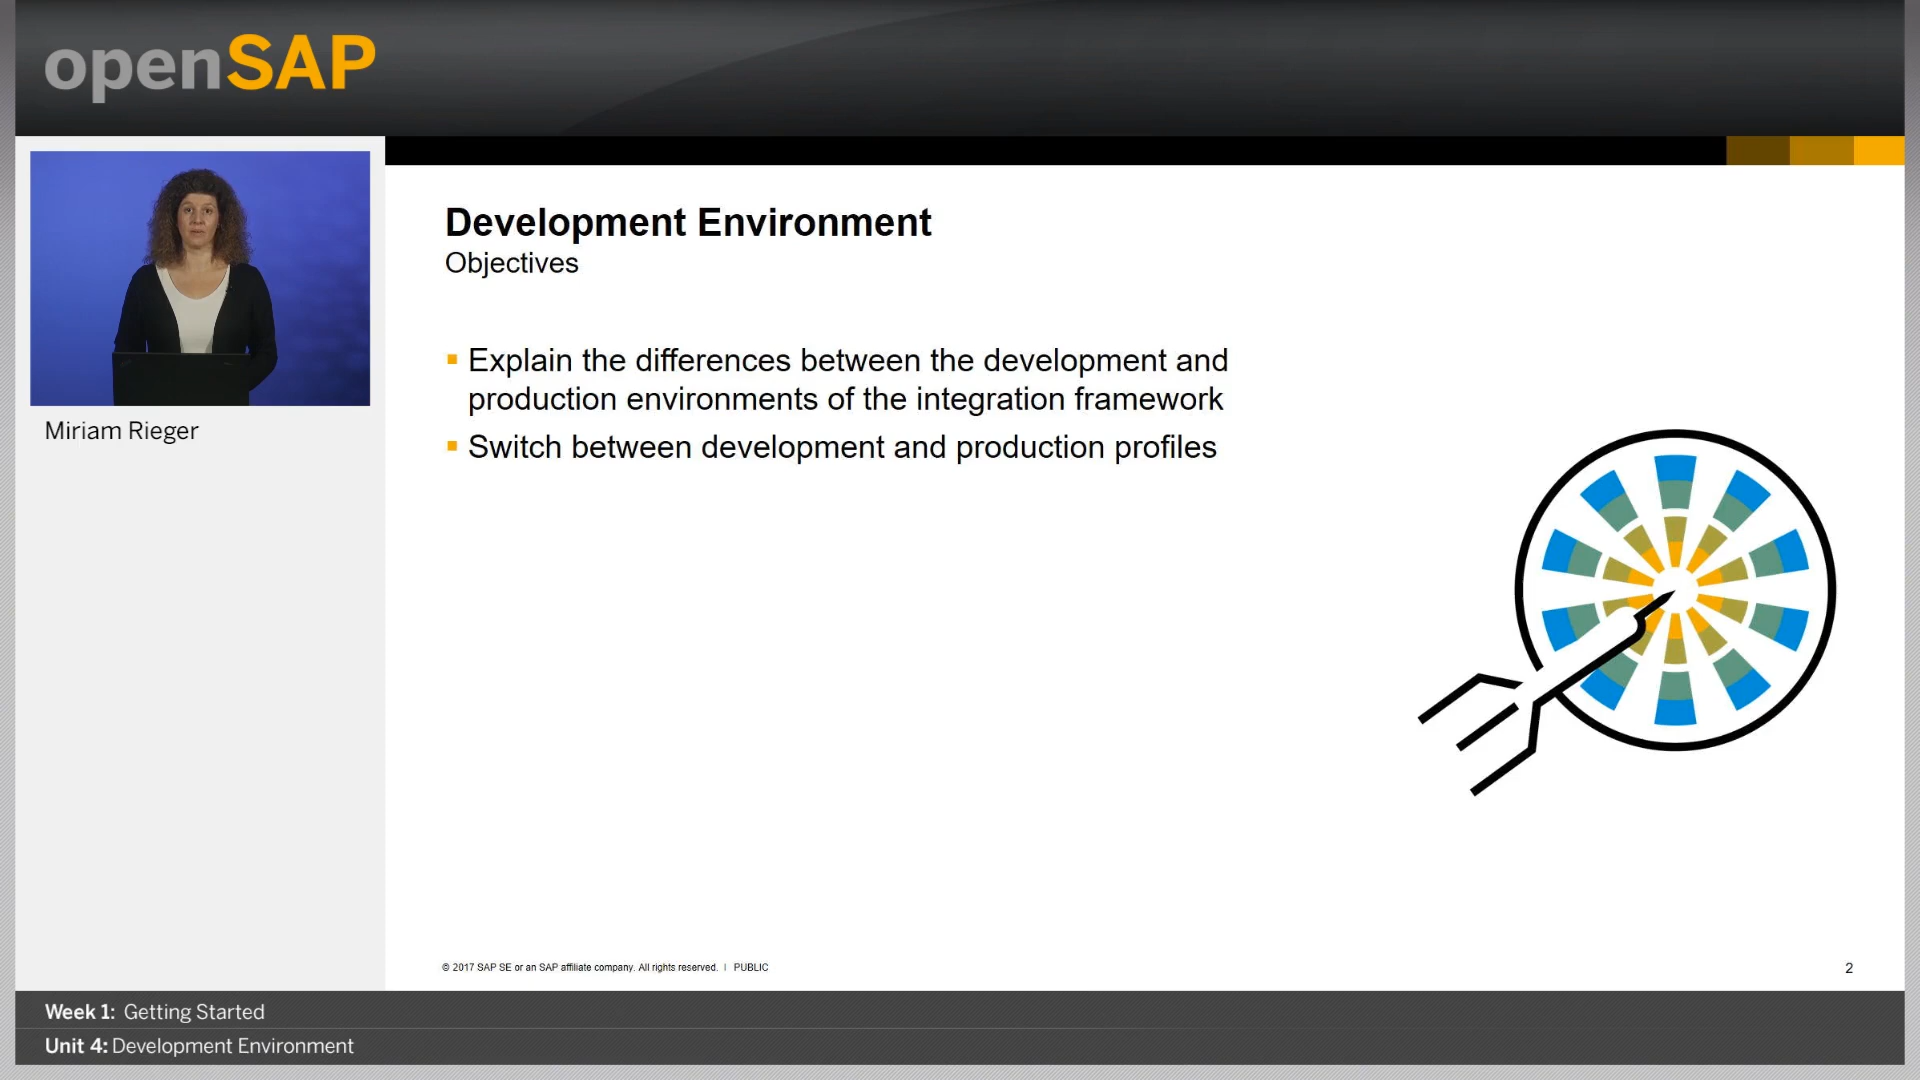 openSAP
Miriam Rieger
Development Environment
Objectives
▪ Explain the differences between the development and
production environments of the integration framework
▪ Switch between development and production profiles
© 2017 SAP SE or an SAP affiliate company. All rights reserved. | PUBLIC
2
Week 1: Getting Started
Unit 4: Development Environment